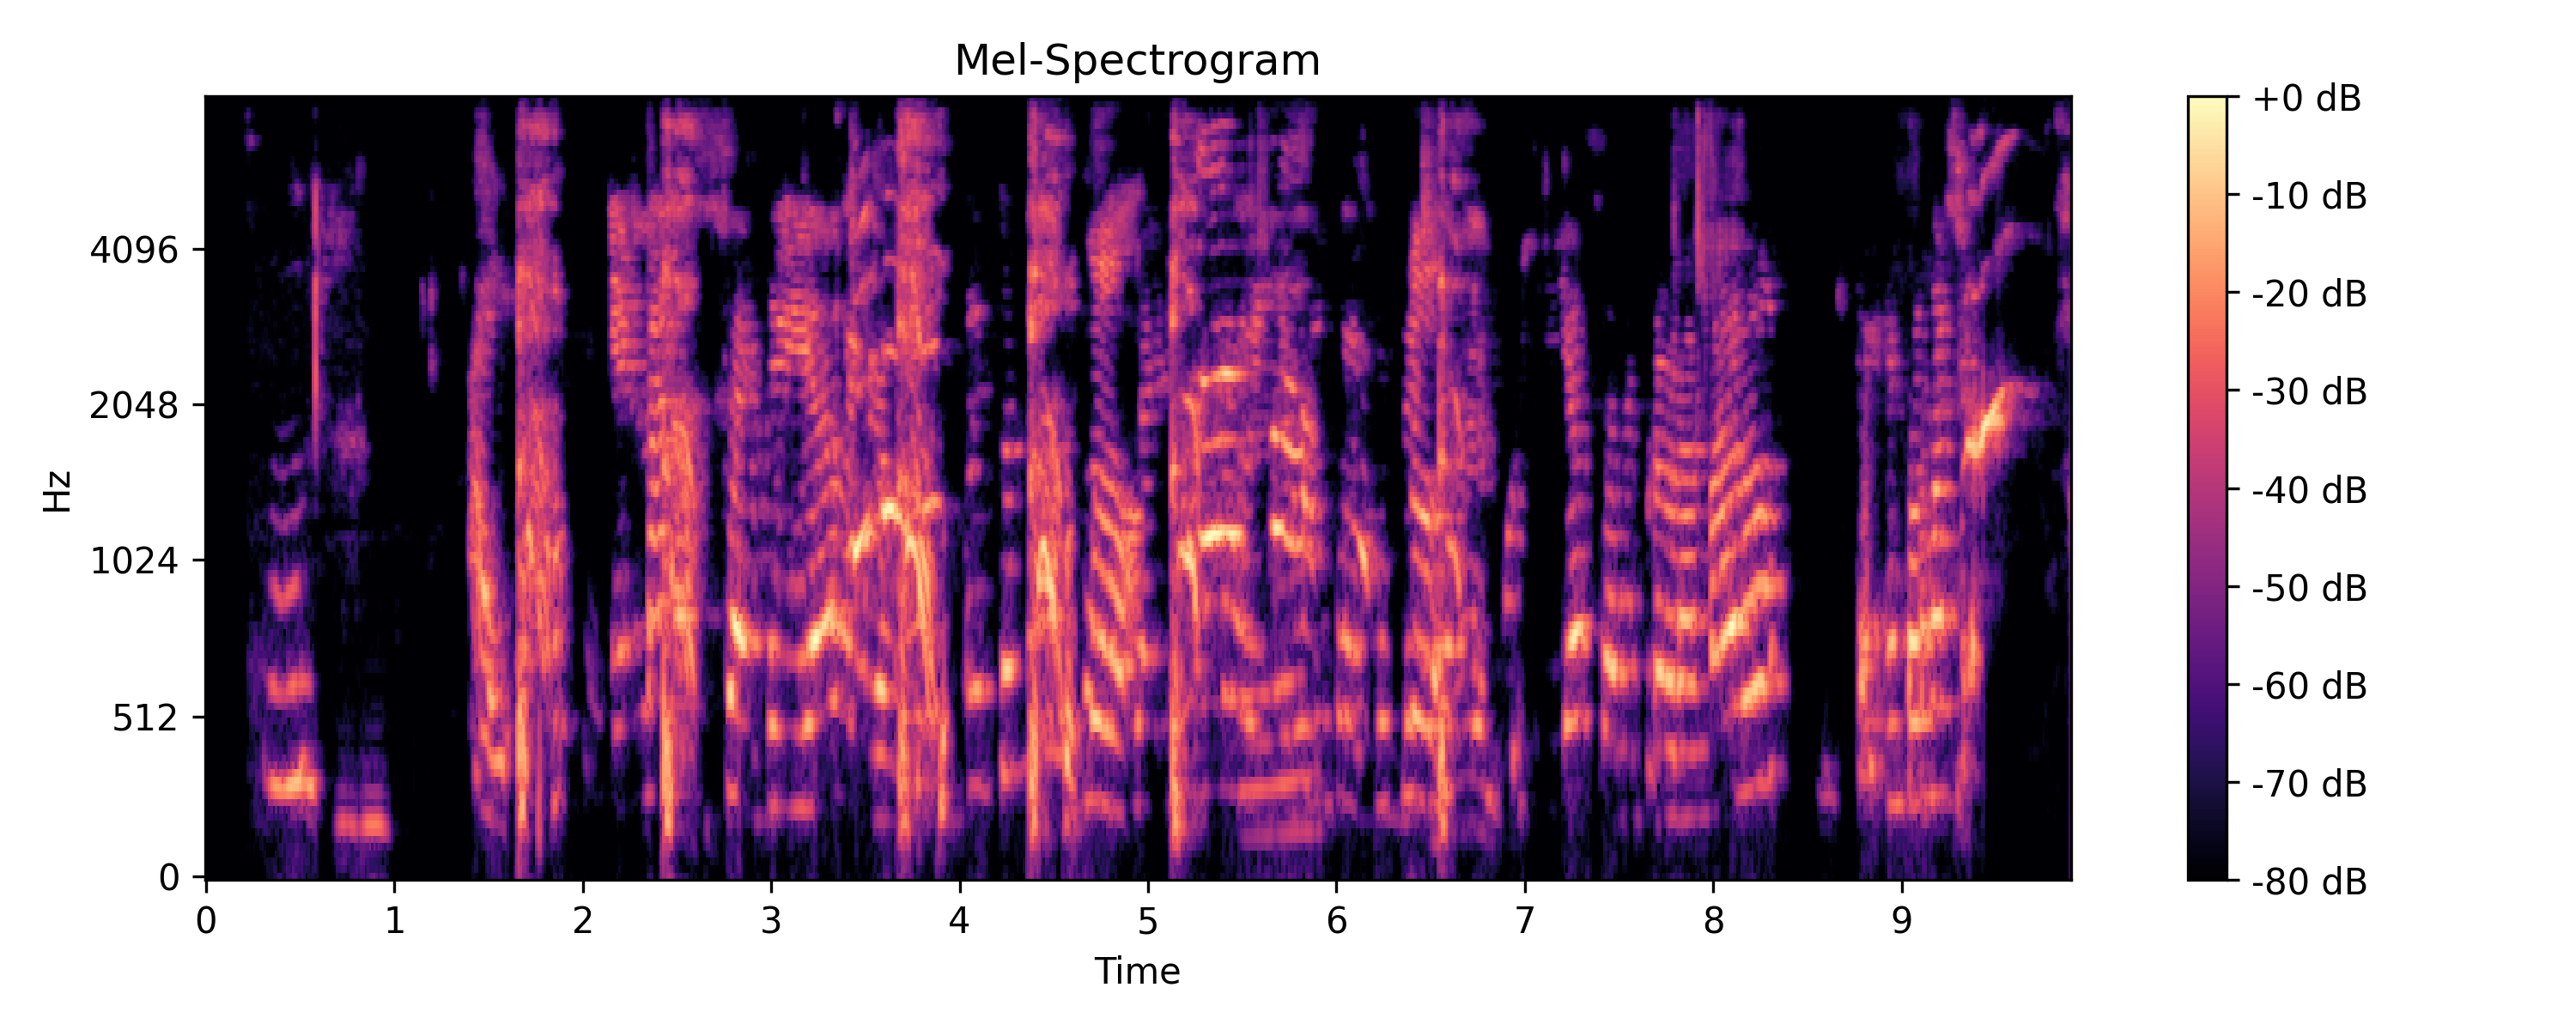 Mel-Spectrogram
Hz
4096
2048
1024
512
0
0 1 2 3 4 5 6 7 8 9
Time
+0 dB
-10 dB
-20 dB
-30 dB
-40 dB
-50 dB
-60 dB
-70 dB
-80 dB